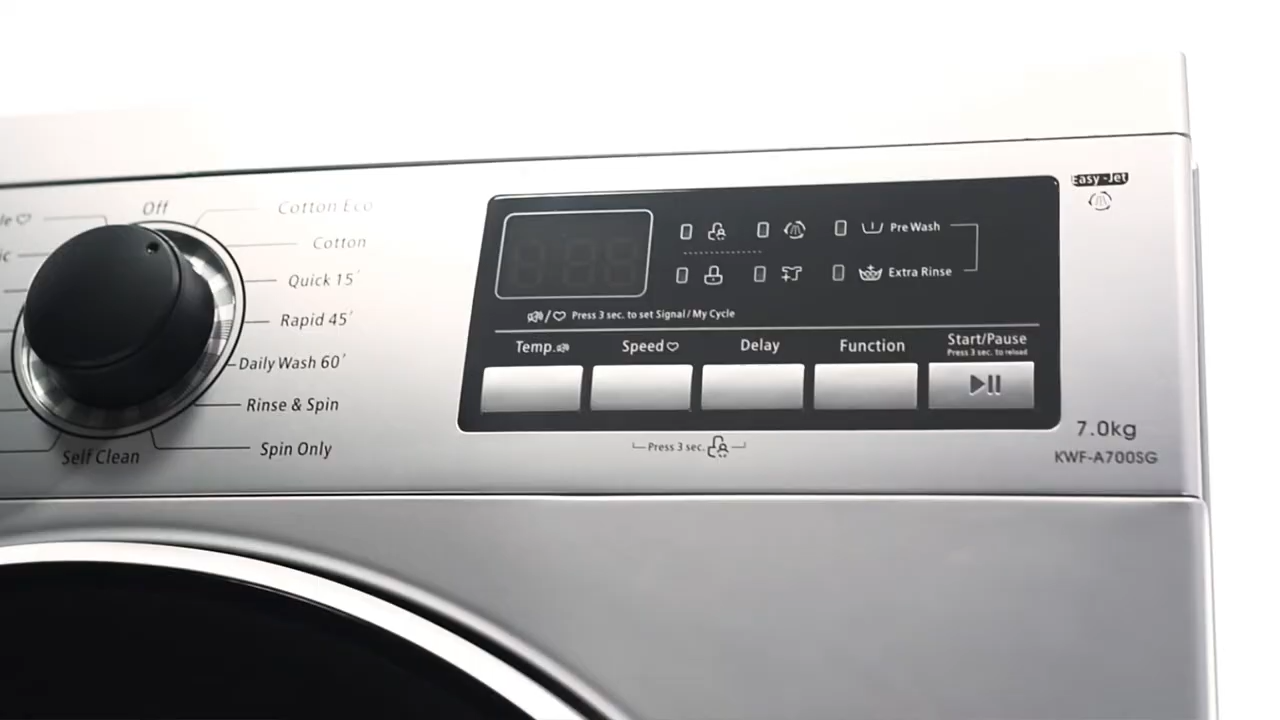 Off
Cotton Eco
Cotton
Quick 15'
Rapid 45'
Daily Wash 60'
Rinse & Spin
Spin Only
Self Clean
Pre Wash
Extra Rinse
Press 3 sec. to set Signal / My Cycle
Temp.
Speed
Delay
Function
Start/Pause
Press 3 sec. to reload
Press 3 sec.
Easy-Jet
7.0kg
KWF-A700SG